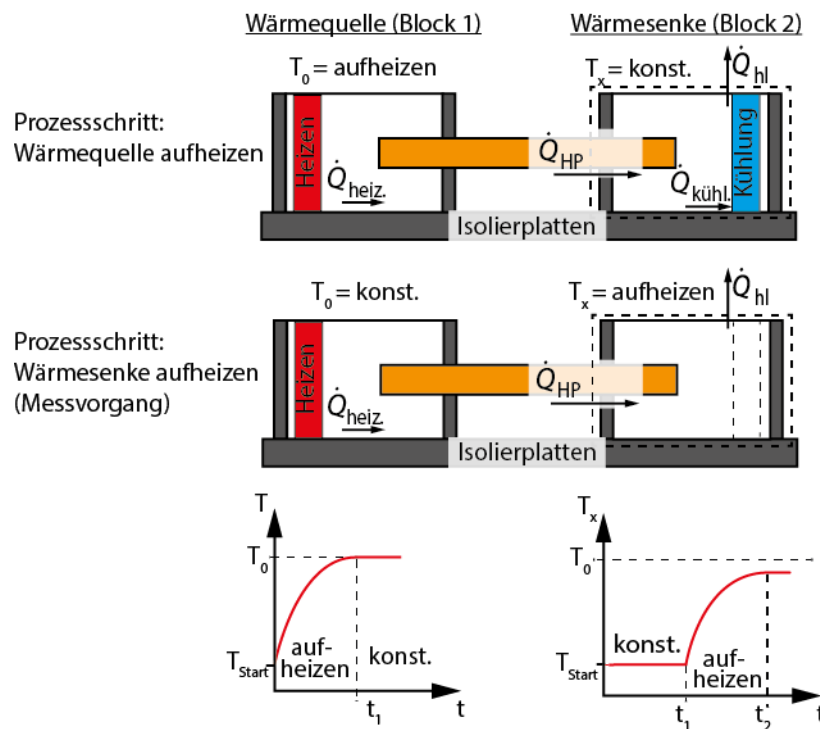 Wärmequelle (Block 1)
Wärmesenke (Block 2)
T0 = aufheizen
Tx = konst.
Q̇hl
Prozessschritt:
Wärmequelle aufheizen
Heizen
Q̇heiz.
Q̇HP
Q̇kühl.
Kühlung
Isolierplatten
T0 = konst.
Tx = aufheizen
Q̇hl
Prozessschritt:
Wärmesenke aufheizen
(Messvorgang)
Heizen
Q̇heiz.
Q̇HP
Isolierplatten
T
T0
TStart
auf-
heizen
konst.
t1
t
Tx
T0
TStart
konst.
auf-
heizen
t1
t2
t